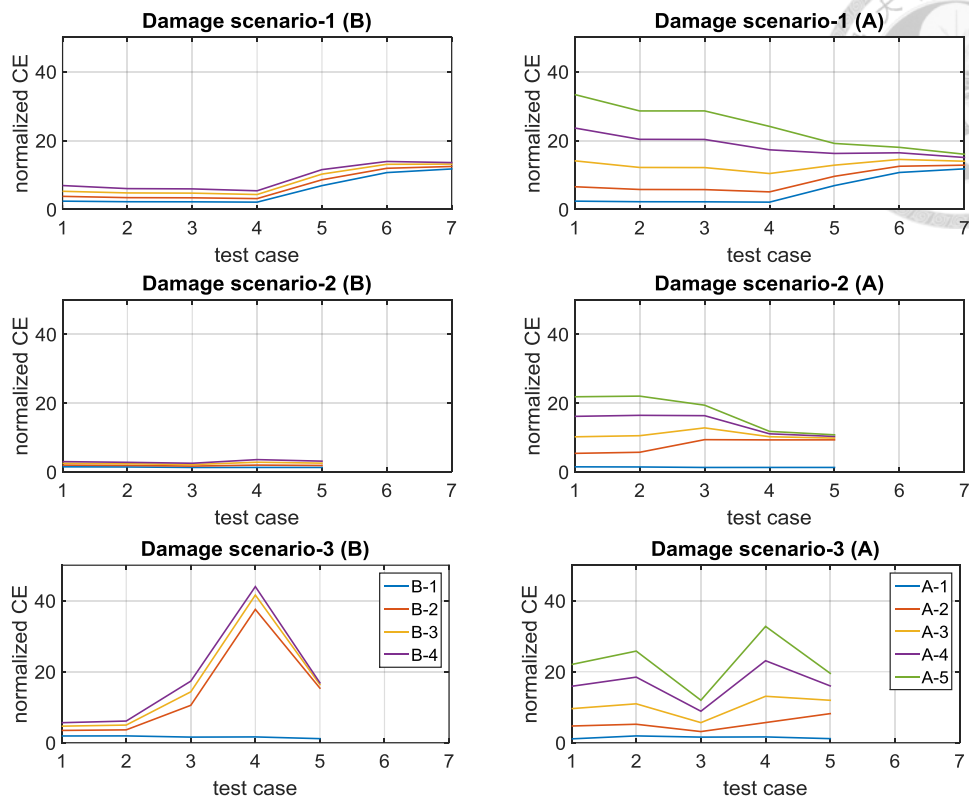 Damage scenario-1 (B)
normalized CE
40
20
0
1 2 3 4 5 6 7
test case
Damage scenario-1 (A)
normalized CE
40
20
0
1 2 3 4 5 6 7
test case
Damage scenario-2 (B)
normalized CE
40
20
0
1 2 3 4 5 6 7
test case
Damage scenario-2 (A)
normalized CE
40
20
0
1 2 3 4 5 6 7
test case
Damage scenario-3 (B)
normalized CE
40
20
0
1 2 3 4 5 6 7
test case
B-1
B-2
B-3
B-4
Damage scenario-3 (A)
normalized CE
40
20
0
1 2 3 4 5 6 7
test case
A-1
A-2
A-3
A-4
A-5